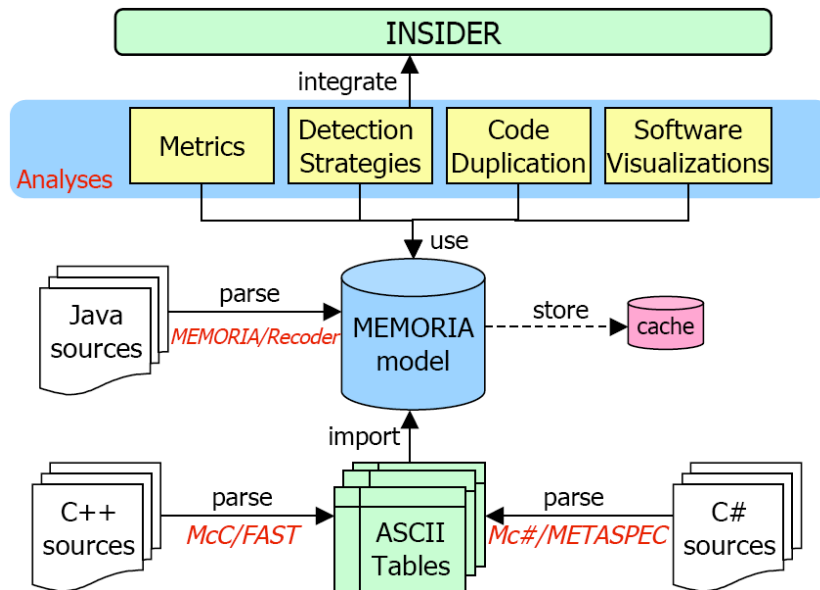 INSIDER
integrate
Metrics
Detection
Strategies
Code
Duplication
Software
Visualizations
Analyses
use
Java
sources
parse
MEMORIA/Recoder
MEMORIA
model
store
cache
import
C++
sources
parse
McC/FAST
ASCII
Tables
parse
Mc#/METASPEC
C#
sources